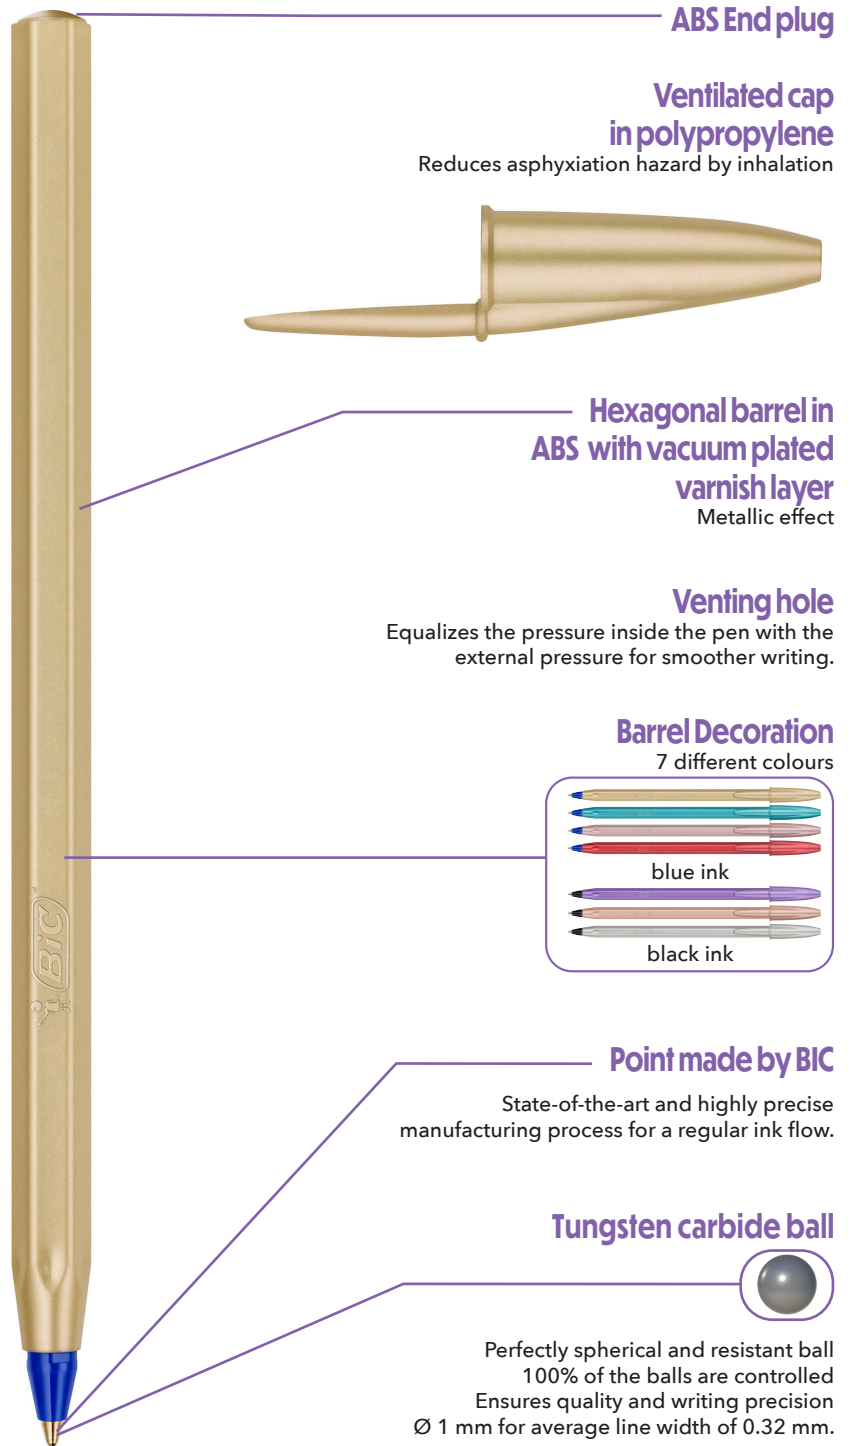 ABS End plug
Ventilated cap
in polypropylene
Reduces asphyxiation hazard by inhalation
Hexagonal barrel in
ABS with vacuum plated
varnish layer
Metallic effect
Venting hole
Equalizes the pressure inside the pen with the
external pressure for smoother writing.
Barrel Decoration
7 different colours
blue ink
black ink
BiC
Point made by BIC
State-of-the-art and highly precise
manufacturing process for a regular ink flow.
Tungsten carbide ball
Perfectly spherical and resistant ball
100% of the balls are controlled
Ensures quality and writing precision
Ø 1 mm for average line width of 0.32 mm.